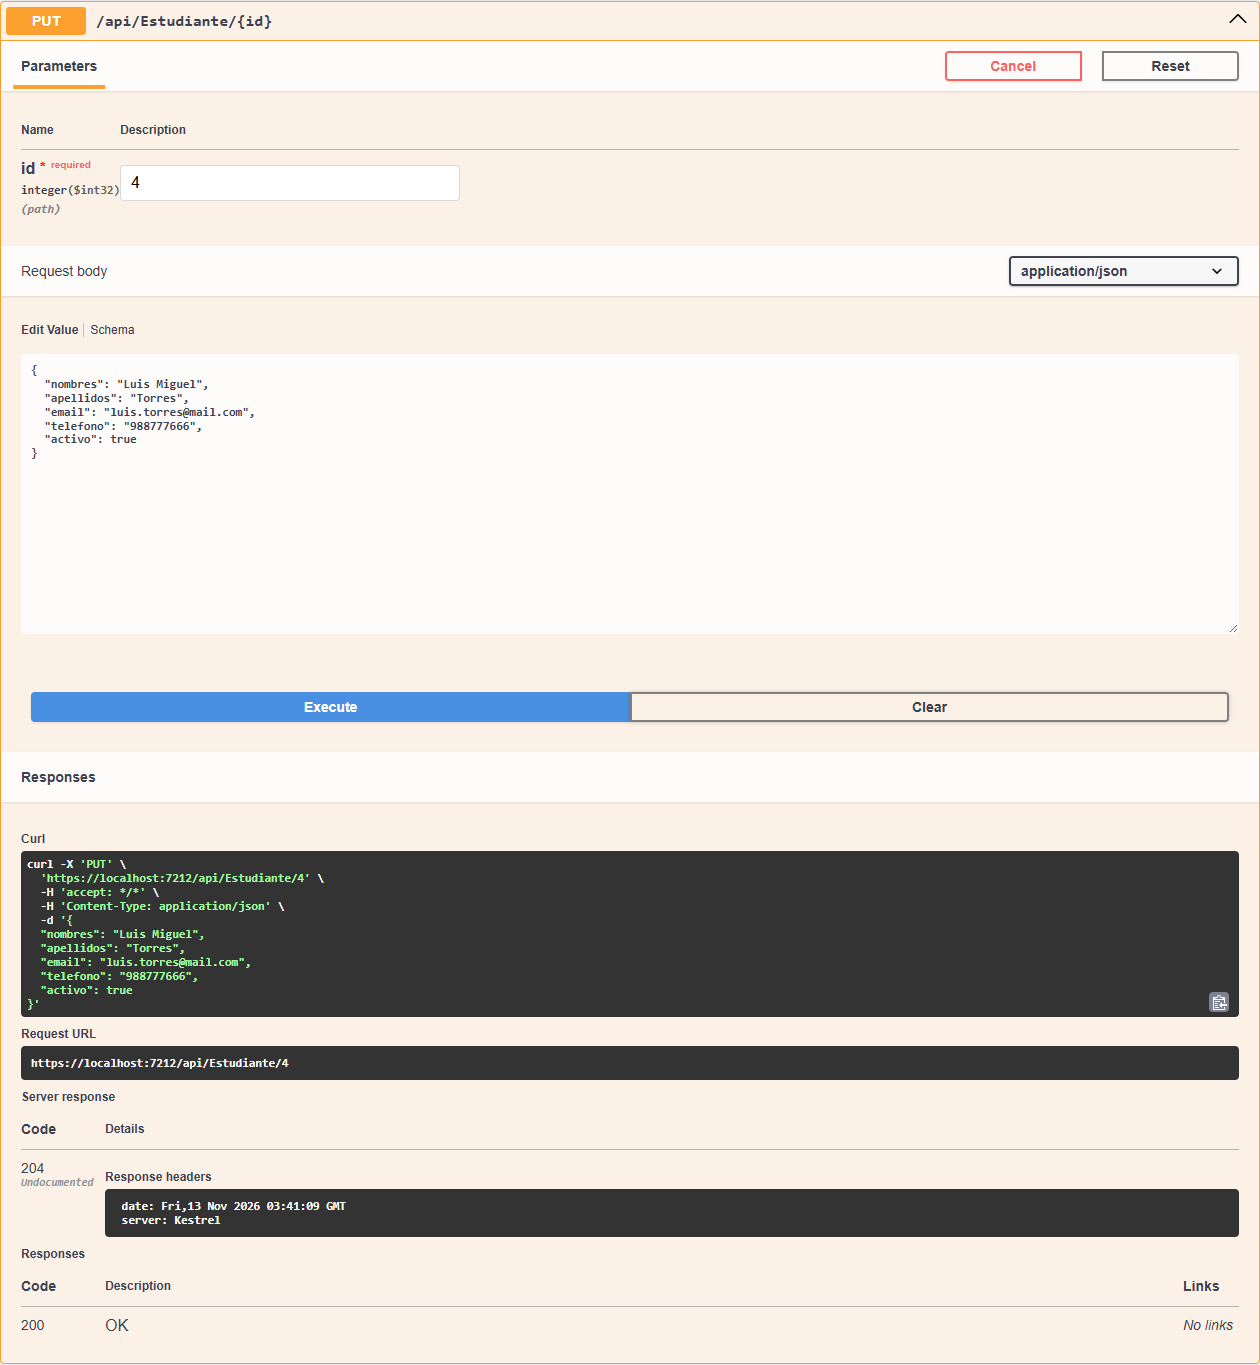 PUT /api/Estudiante/{id}
Parameters Cancel Reset
Name Description
id * required
integer($int32) 4
(path)
Request body application/json
Edit Value Schema
{
"nombres": "Luis Miguel",
"apellidos": "Torres",
"email": "luis.torres@mail.com",
"telefono": "988777666",
"activo": true
}
Execute Clear
Responses
Curl
curl -X 'PUT' \
'https://localhost:7212/api/Estudiante/4' \
-H 'accept: */*' \
-H 'Content-Type: application/json' \
-d '{
"nombres": "Luis Miguel",
"apellidos": "Torres",
"email": "luis.torres@mail.com",
"telefono": "988777666",
"activo": true
}'
Request URL
https://localhost:7212/api/Estudiante/4
Server response
Code Details
204
Undocumented
Response headers
date: Fri,13 Nov 2026 03:41:09 GMT
server: Kestrel
Responses
Code Description Links
200 OK No links